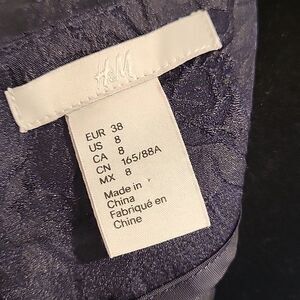 H&M
EUR 38
US 8
CA 8
CN 165/88A
MX 8
Made in
China
Fabriqué en
Chine